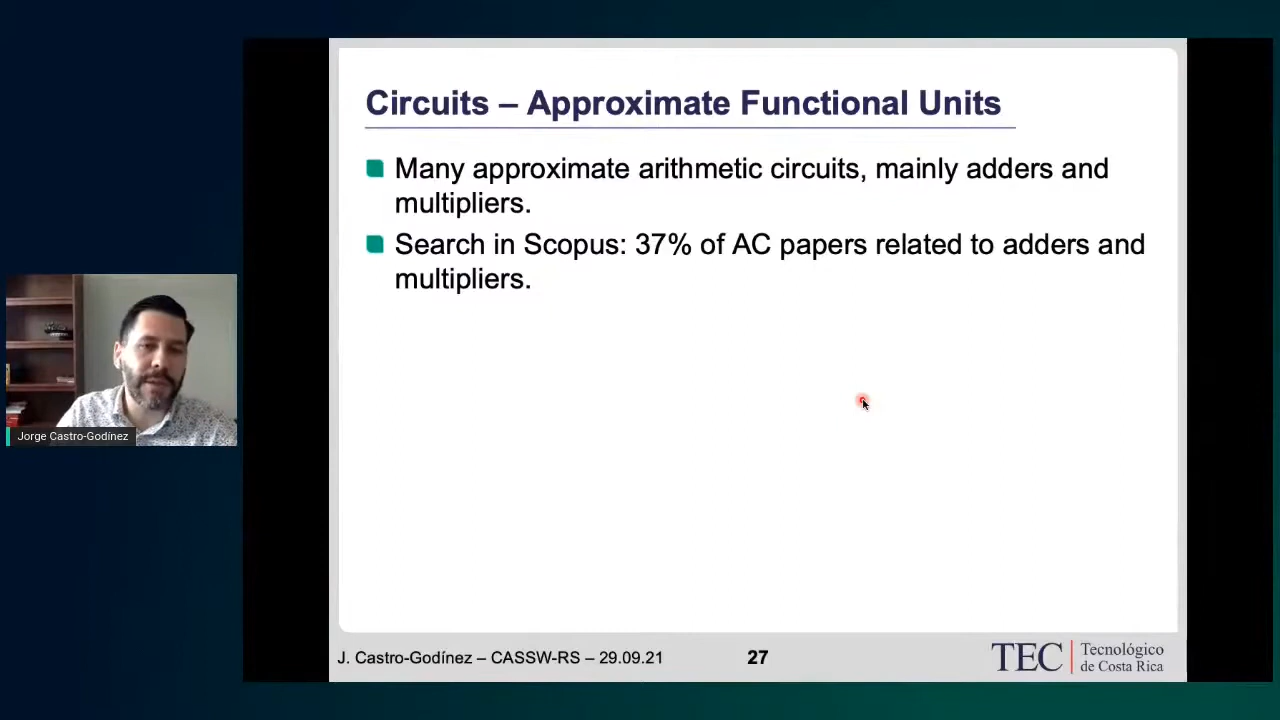 Circuits – Approximate Functional Units
Many approximate arithmetic circuits, mainly adders and
multipliers.
Search in Scopus: 37% of AC papers related to adders and
multipliers.
Jorge Castro-Godínez
J. Castro-Godínez – CASSW-RS – 29.09.21
27
TEC
Tecnológico
de Costa Rica